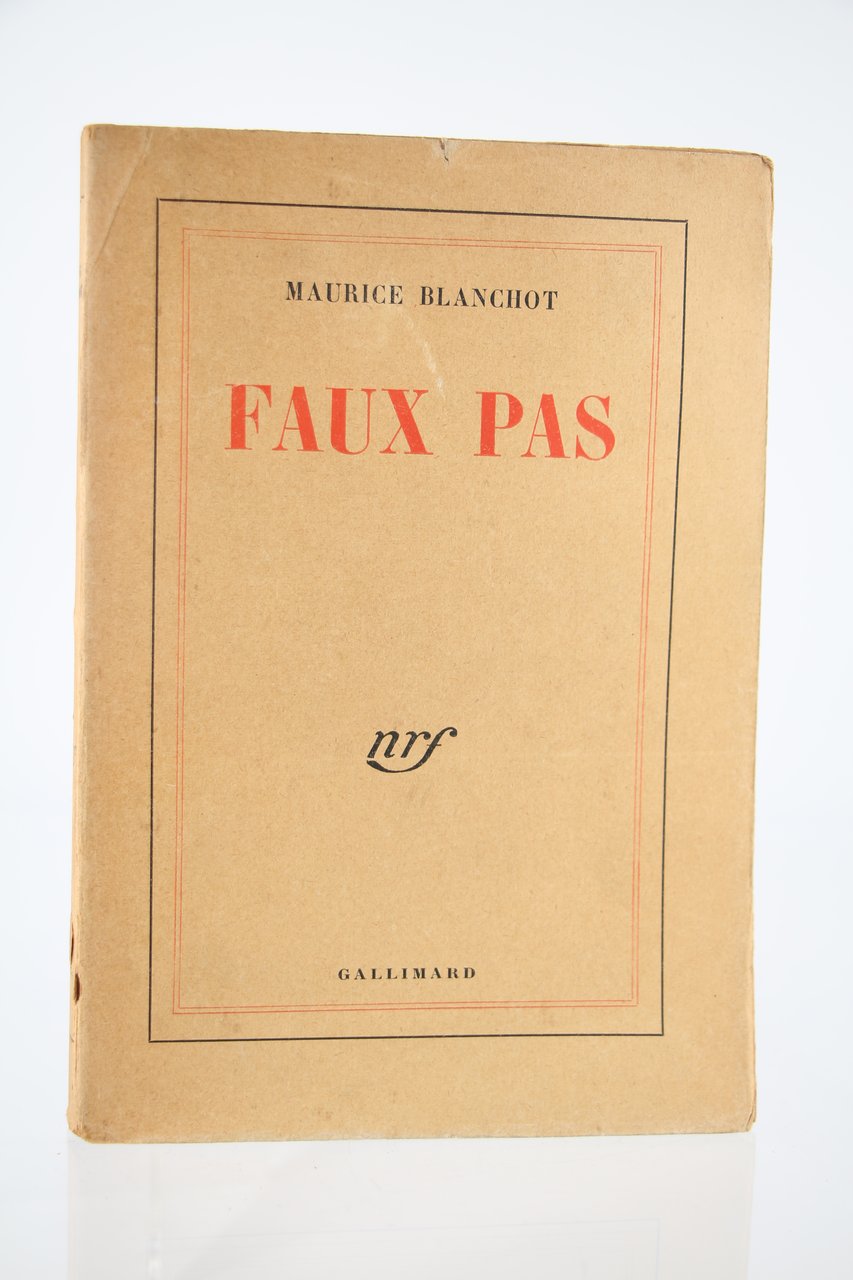 MAURICE BLANCHOT
FAUX PAS
nrf
GALLIMARD